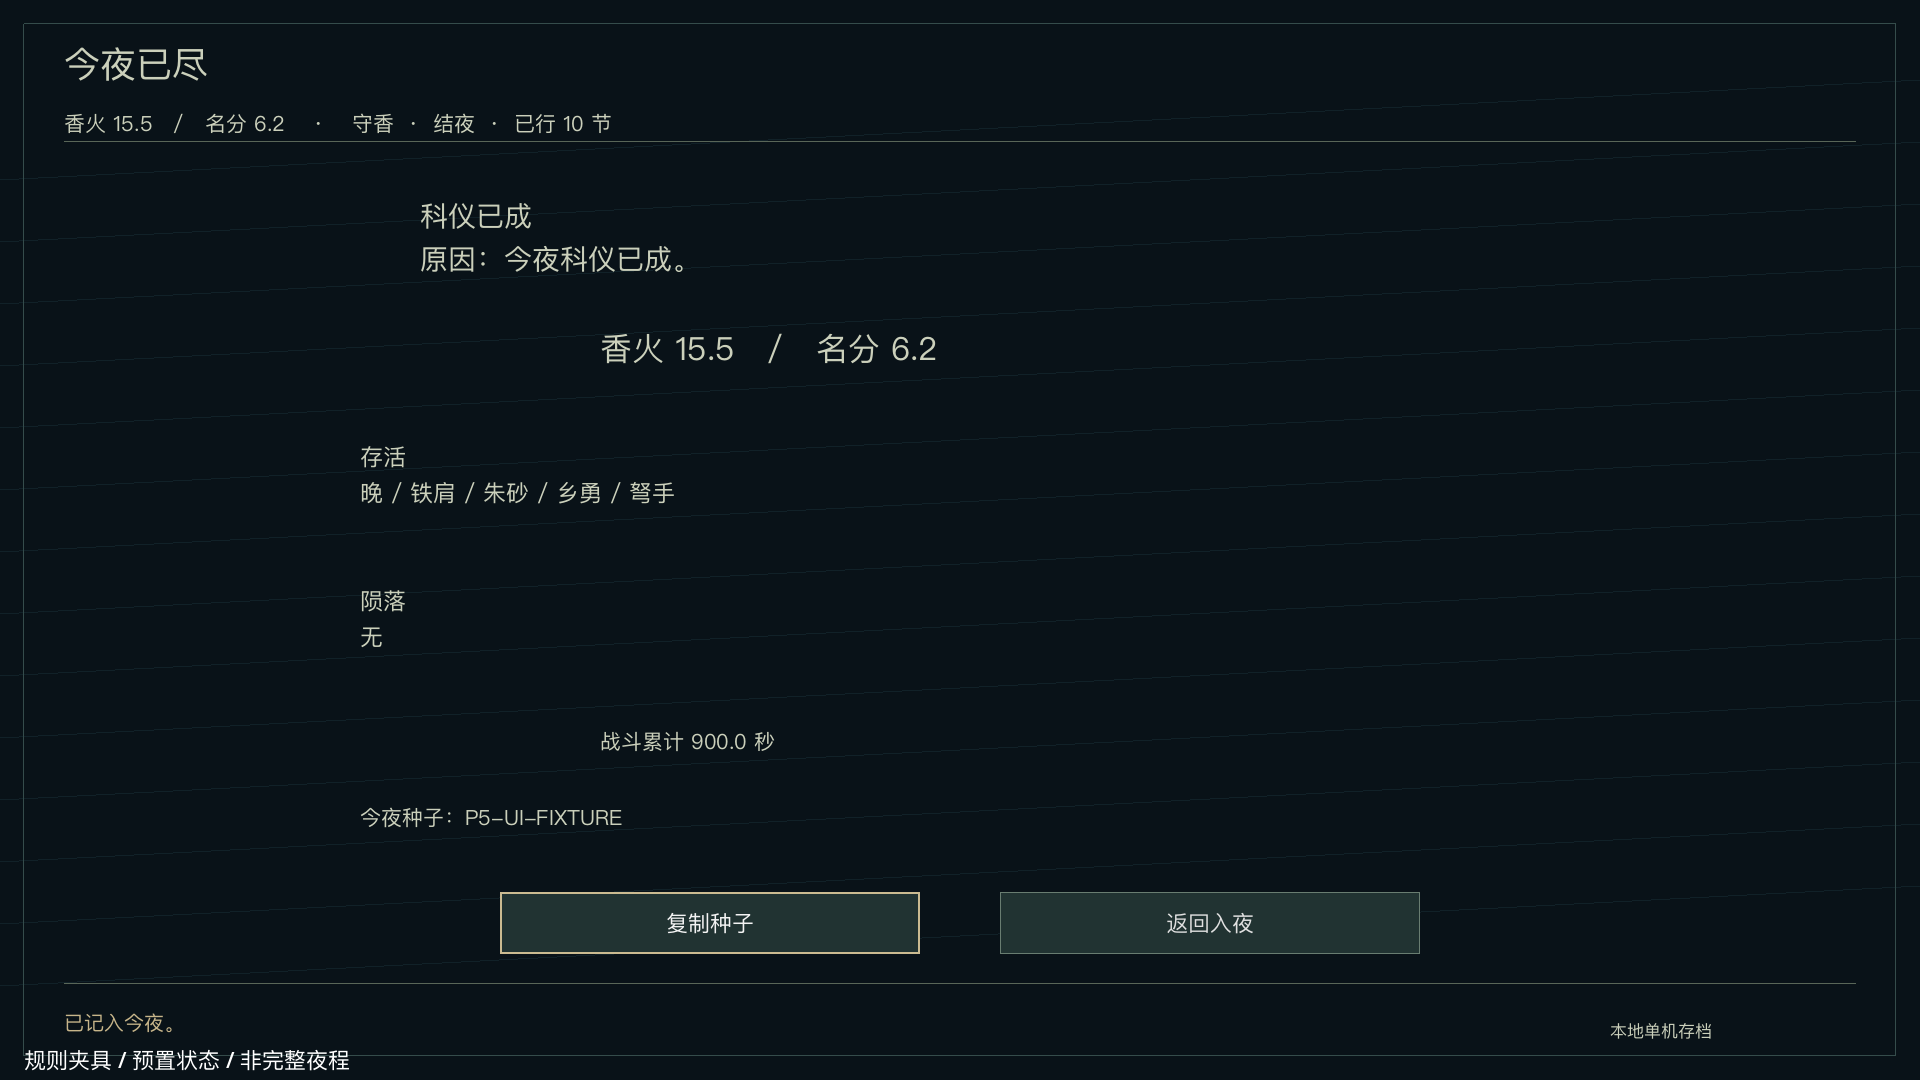 今夜已尽
香火 15.5 / 名分 6.2 · 守香 · 结夜 · 已行 10 节
科仪已成
原因：今夜科仪已成。
香火 15.5 / 名分 6.2
存活
晚 / 铁肩 / 朱砂 / 乡勇 / 弩手
陨落
无
战斗累计 900.0 秒
今夜种子：P5-UI-FIXTURE
复制种子
返回入夜
已记入今夜。
本地单机存档
规则夹具 / 预置状态 / 非完整夜程